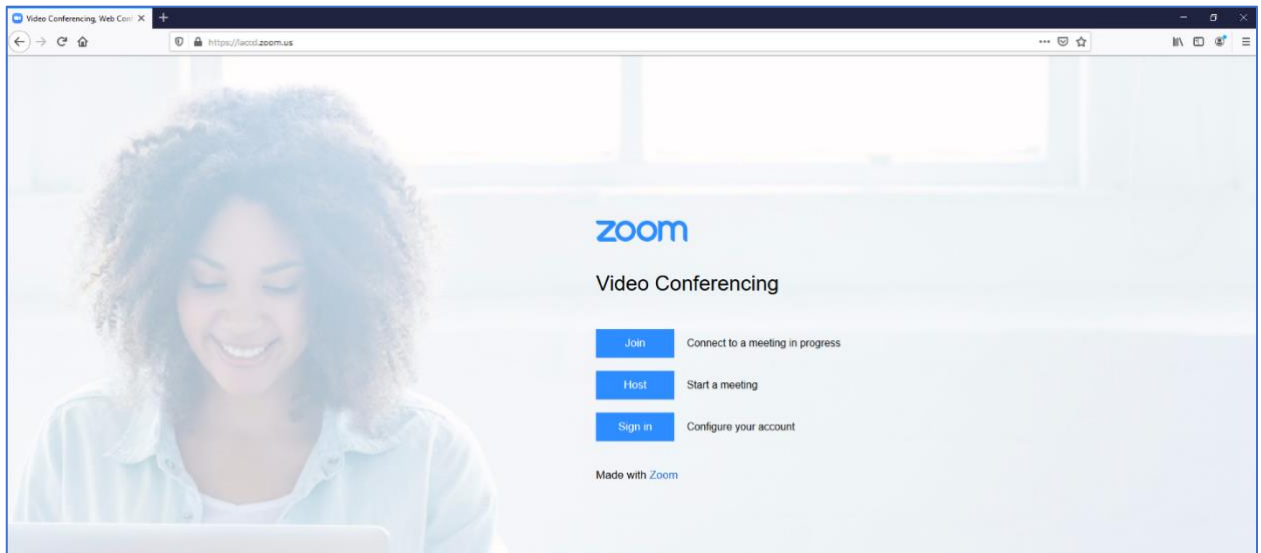 Video Conferencing, Web Conf
https://laccd.zoom.us
zoom
Video Conferencing
Join Connect to a meeting in progress
Host Start a meeting
Sign in Configure your account
Made with Zoom